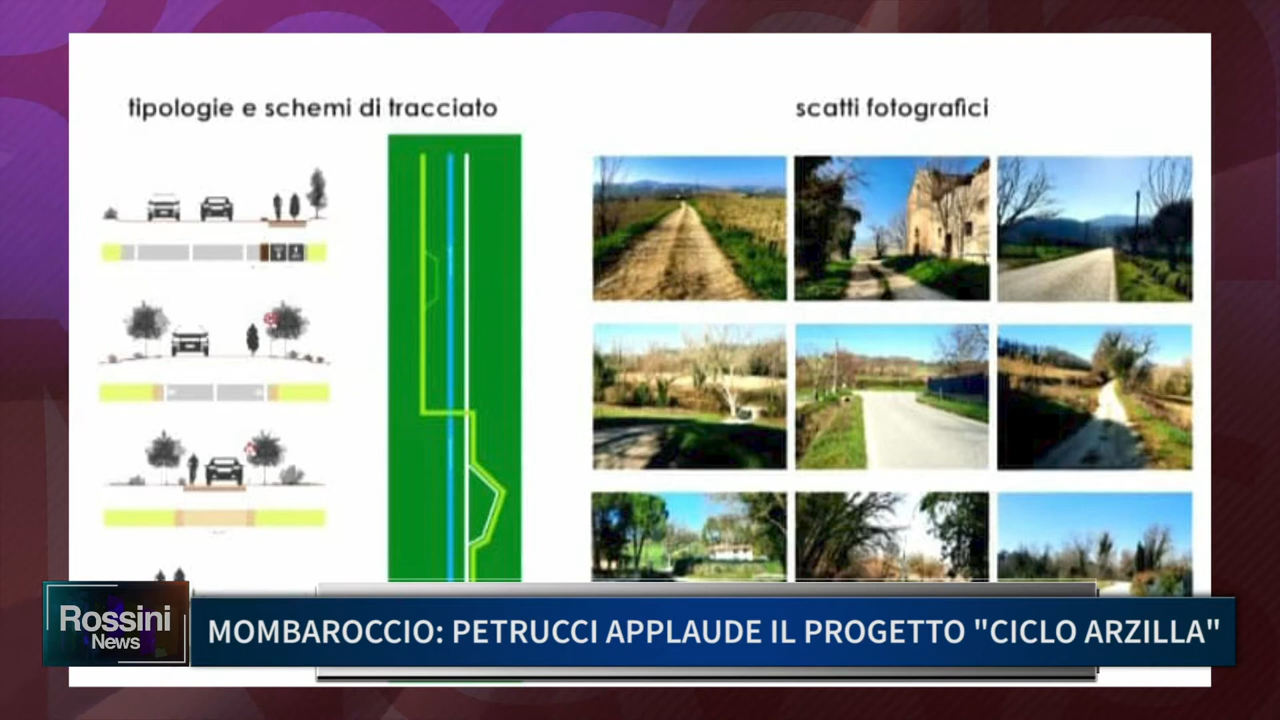 tipologie e schemi di tracciato
scatti fotografici
Rossini
News
MOMBAROCCIO: PETRUCCI APPLAUDE IL PROGETTO "CICLO ARZILLA"